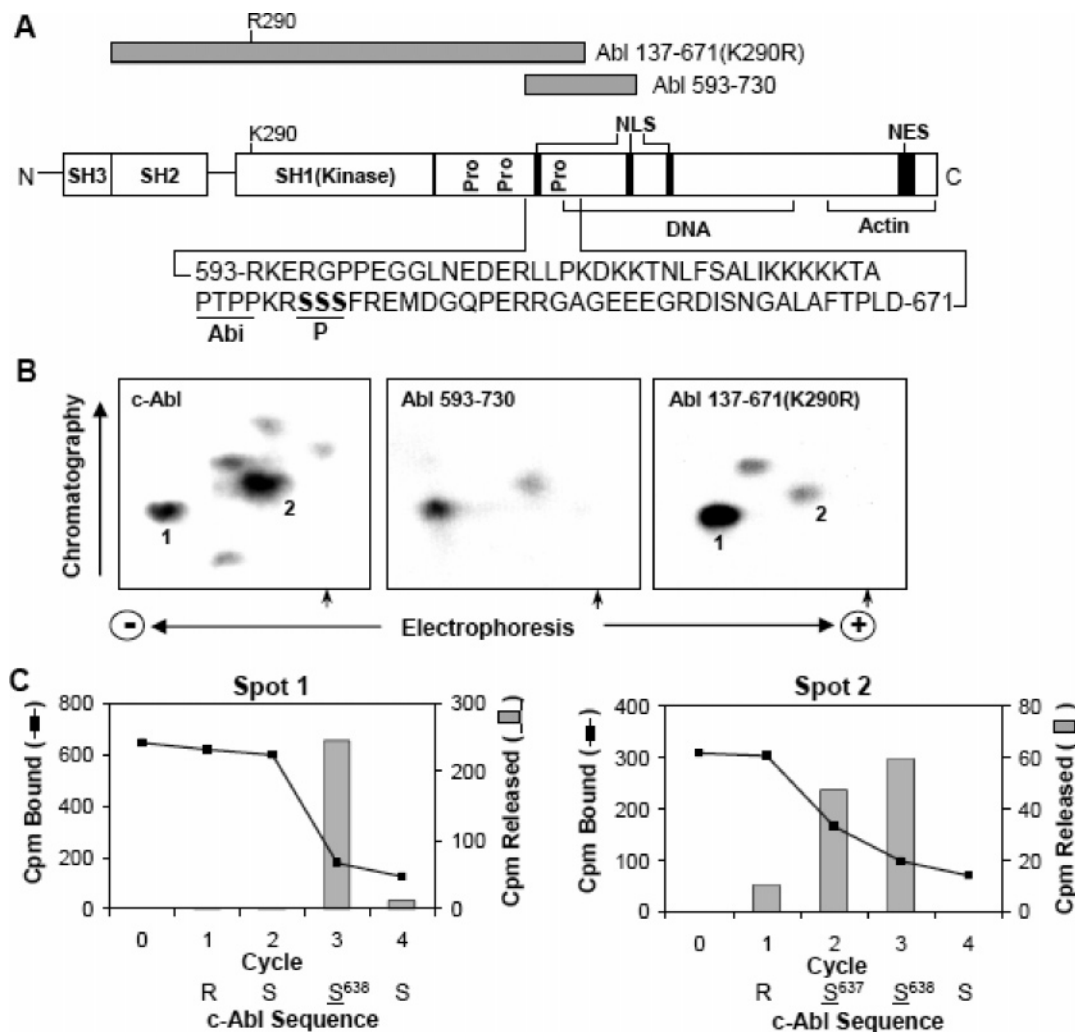 A
R290
Abl 137-671(K290R)
Abl 593-730
K290
NLS
NES
N
SH3
SH2
SH1(Kinase)
Pro
Pro
Pro
C
DNA
Actin
593-RKERGPPEGGLNEDERLLPKDKKTNLFSALIKKKKKTA
PTPPKRSSSFREMDGQPERRGAGEEEGRDISNGALAFTPLD-671
Abi
P
B
Chromatography
c-Abl
1
2
Abl 593-730
Abl 137-671(K290R)
1
2
-
Electrophoresis
+
C
Spot 1
Cpm Bound ( )
800
600
400
200
0
300
200
100
0
Cpm Released ( )
0 1 2 3 4
Cycle
R S S638 S
c-Abl Sequence
Spot 2
Cpm Bound ( )
400
300
200
100
0
80
60
40
20
0
Cpm Released ( )
0 1 2 3 4
Cycle
R S637 S638 S
c-Abl Sequence